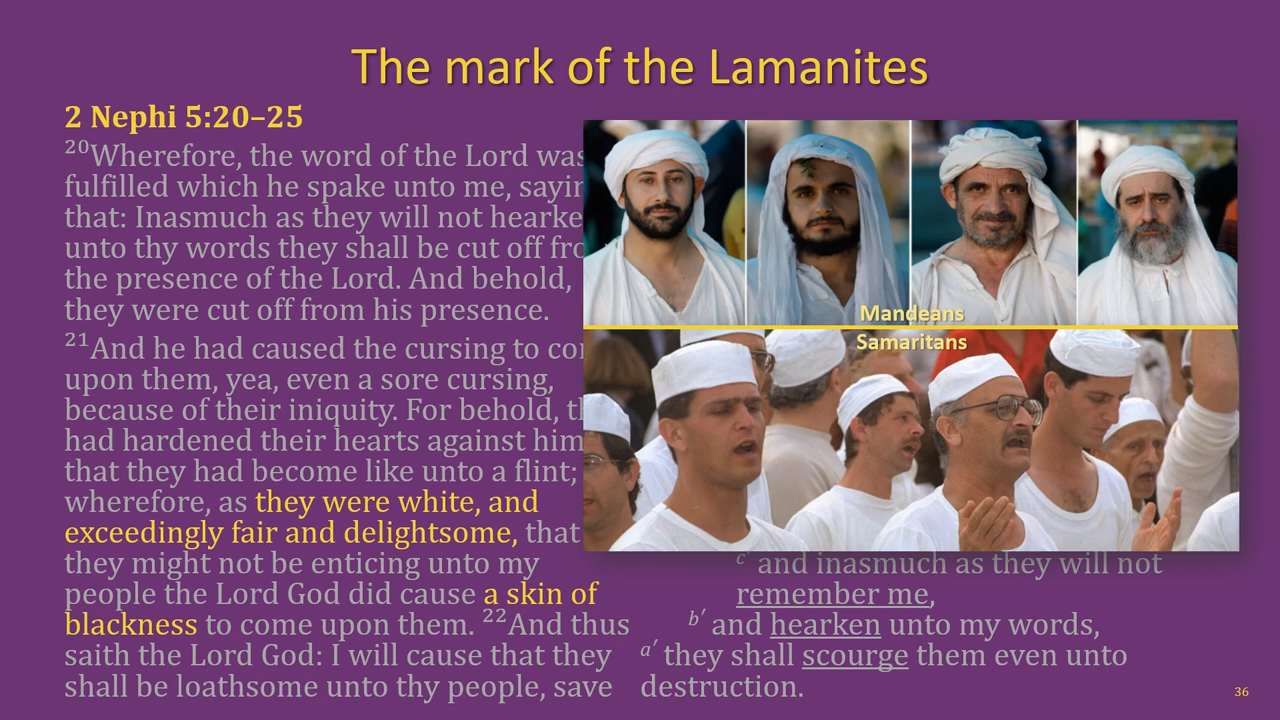 The mark of the Lamanites
2 Nephi 5:20–25
²⁰Wherefore, the word of the Lord was
fulfilled which he spake unto me,
that: Inasmuch as they will not
unto thy words they shall be cut off
the presence of the Lord. And behold,
they were cut off from his presence.
²¹And he had caused the cursing to
upon them, yea, even a sore cursing,
because of their iniquity. For behold,
had hardened their hearts against him
that they had become like unto a flint;
wherefore, as they were white, and
exceedingly fair and delightsome, that
they might not be enticing unto my
people the Lord God did cause a skin of
blackness to come upon them. ²²And thus
saith the Lord God: I will cause that they
shall be loathsome unto thy people, save
Mandeans
Samaritans
c′ and inasmuch as they will not
remember me,
b′ and hearken unto my words,
a′ they shall scourge them even unto
destruction.
36